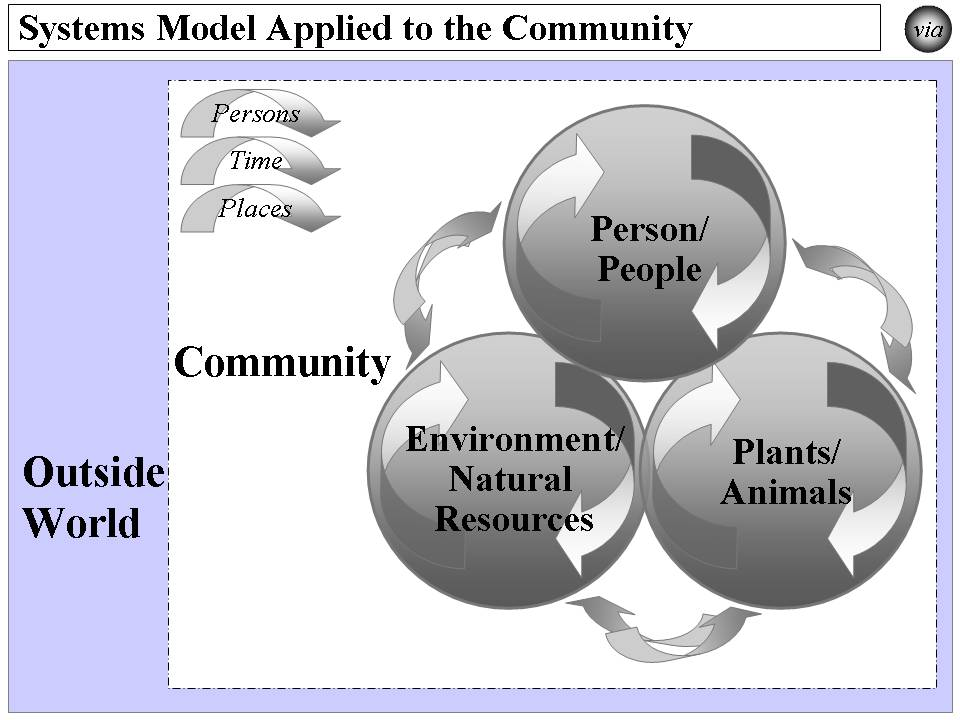 Systems Model Applied to the Community
via
Persons
Time
Places
Person/
People
Community
Environment/
Natural
Resources
Plants/
Animals
Outside
World